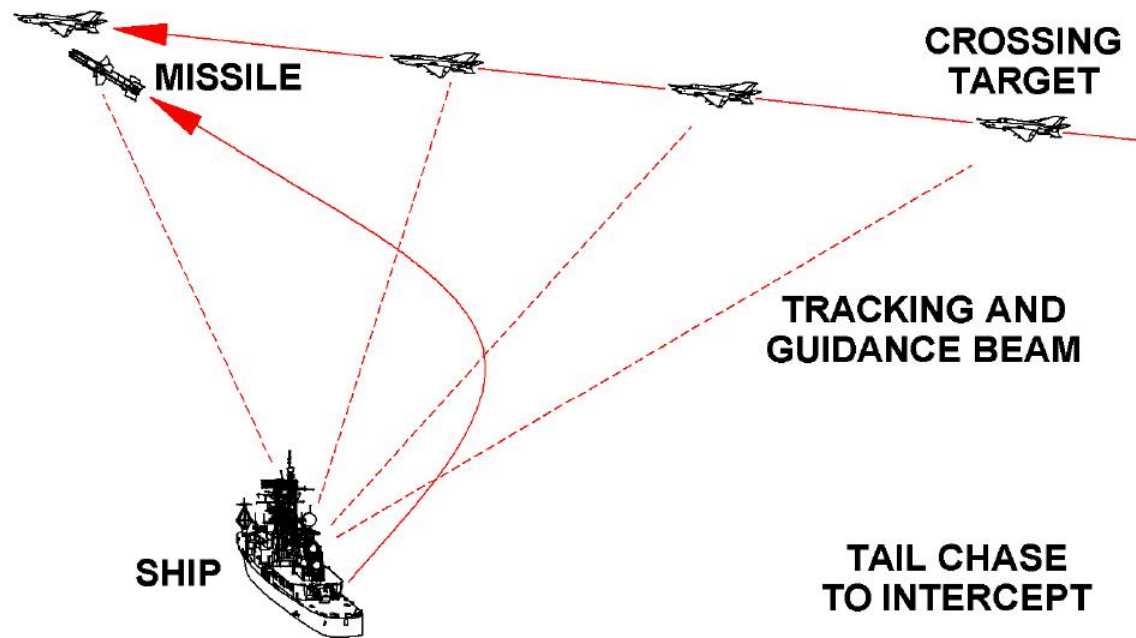 CROSSING
TARGET
MISSILE
TRACKING AND
GUIDANCE BEAM
SHIP
TAIL CHASE
TO INTERCEPT